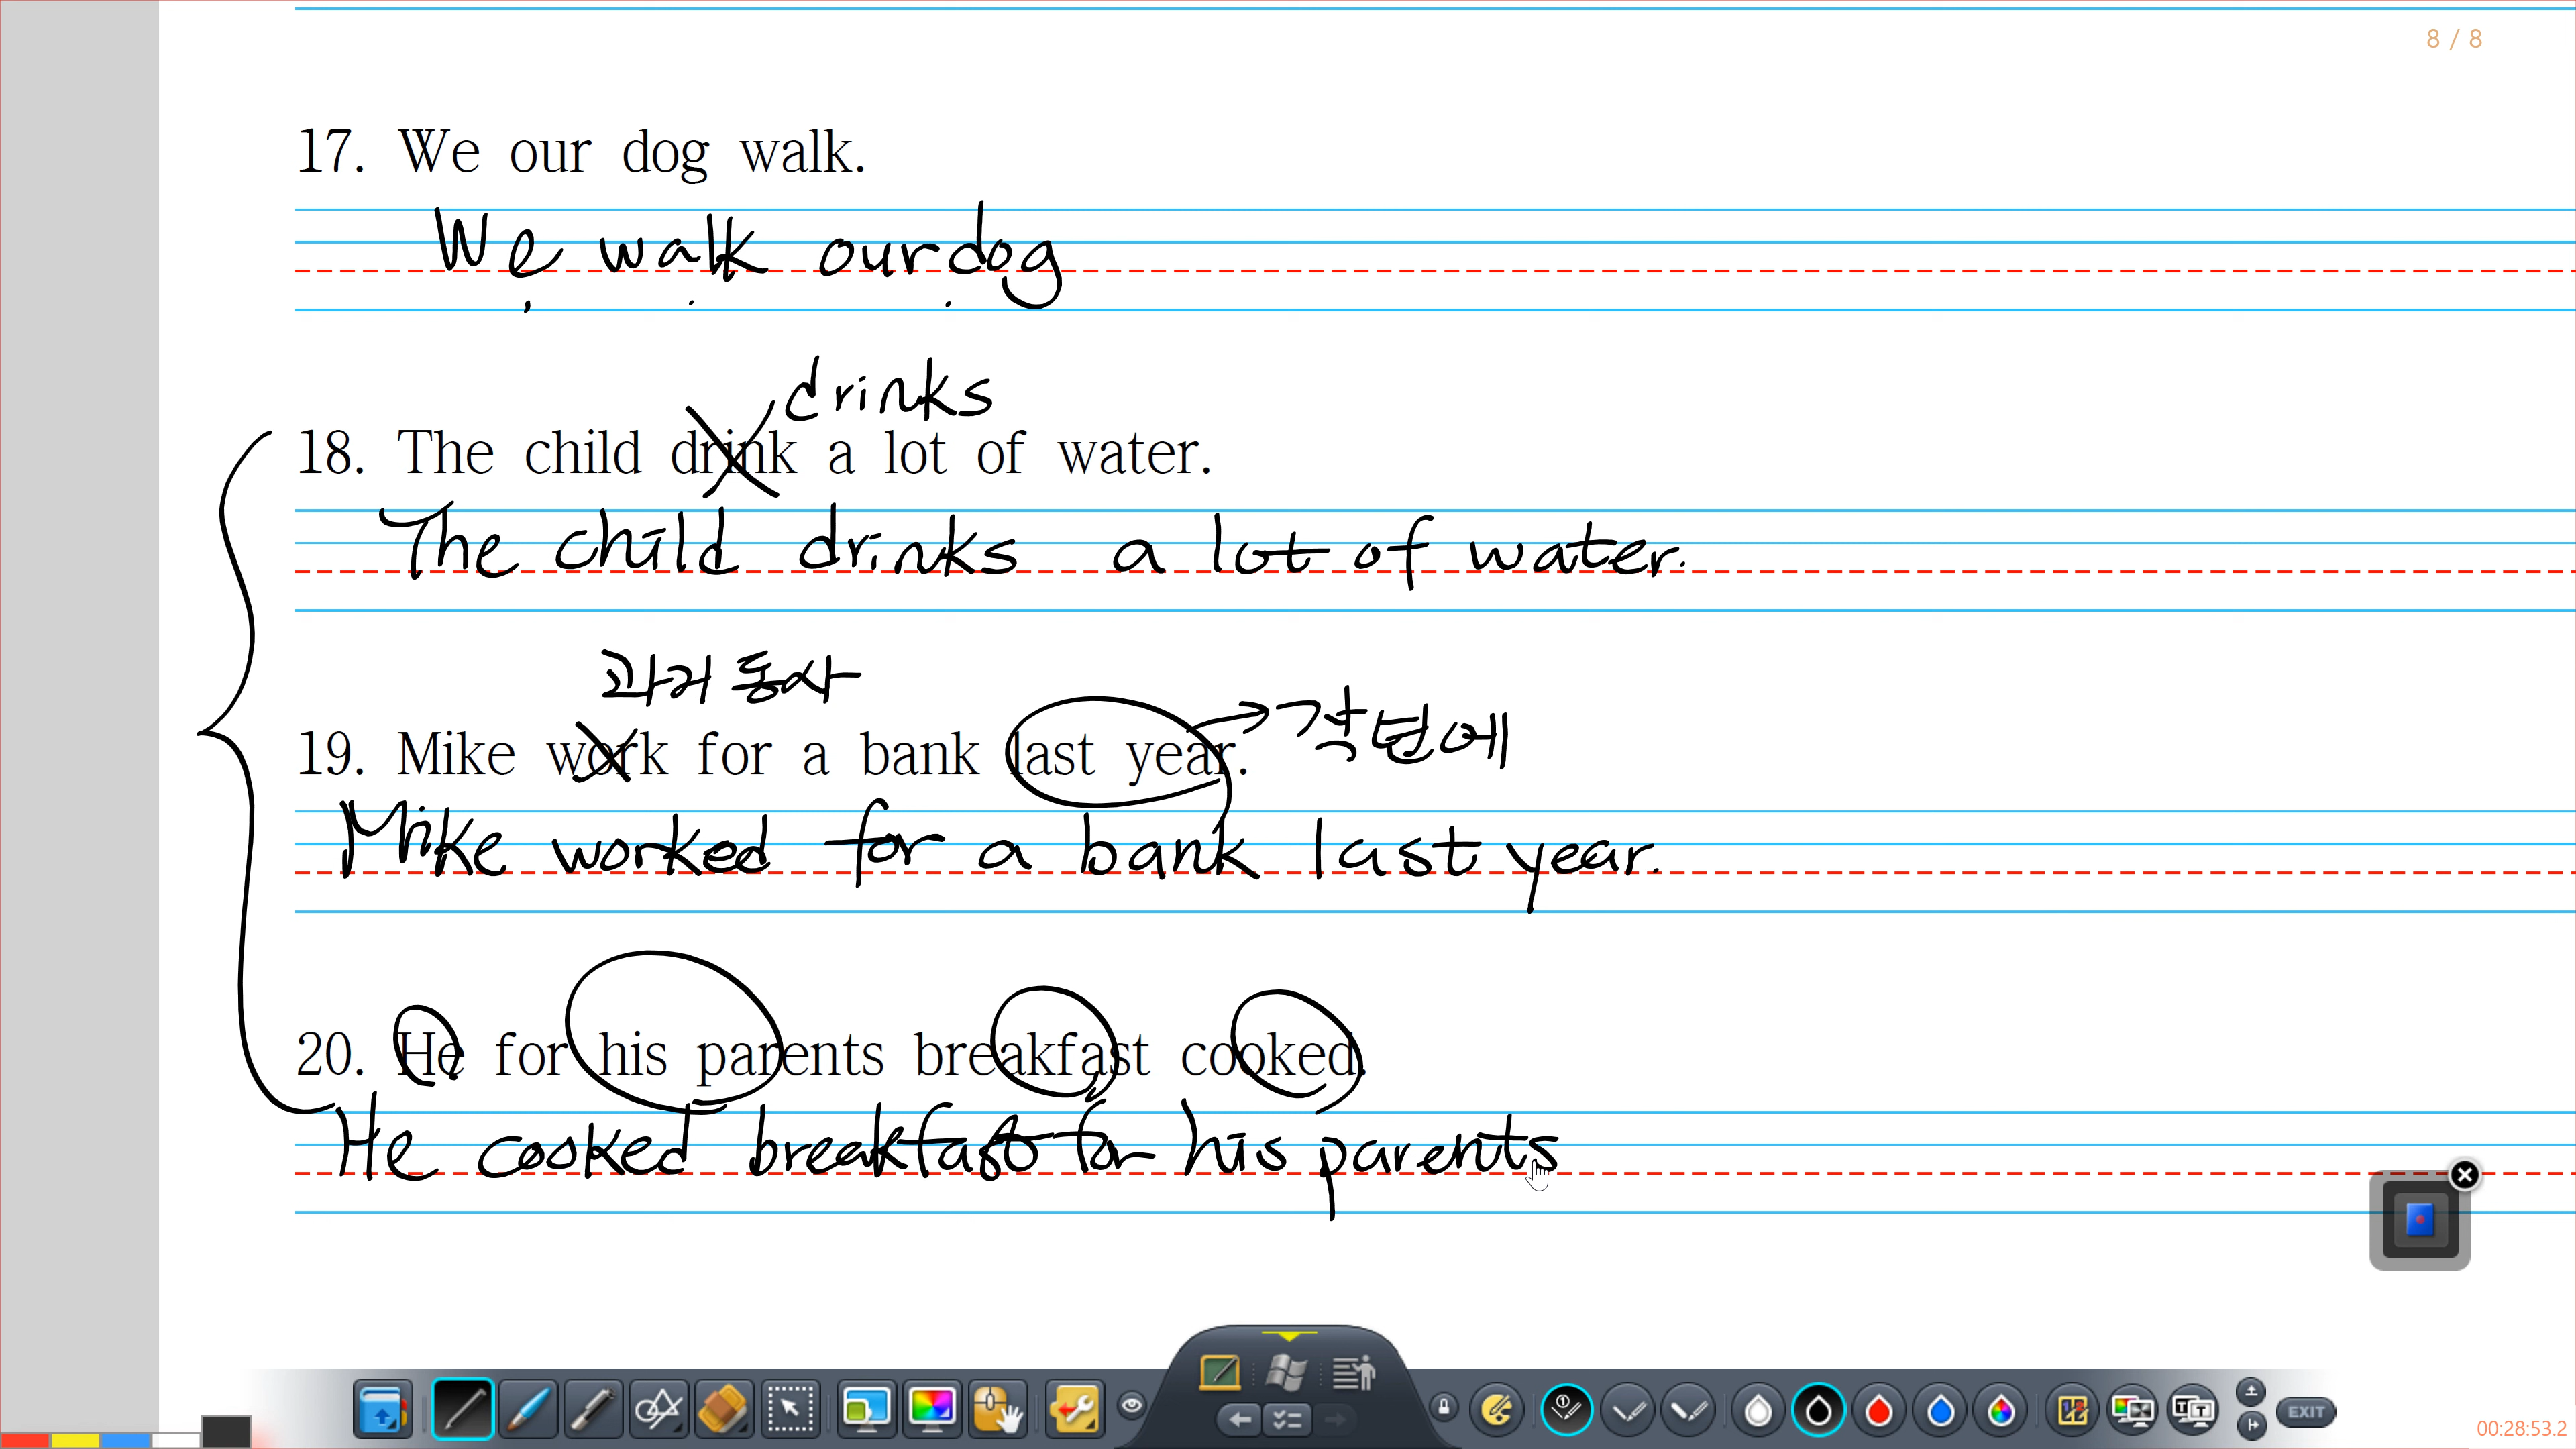 8 / 8
17. We our dog walk.
We walk our dog
drinks
18. The child drink a lot of water.
The child drinks a lot of water.
과거 동사
19. Mike work for a bank last year. → 작년에
Mike worked for a bank last year.
20. He for his parents breakfast cooked.
He cooked breakfast for his parents
EXIT
00:28:53.2